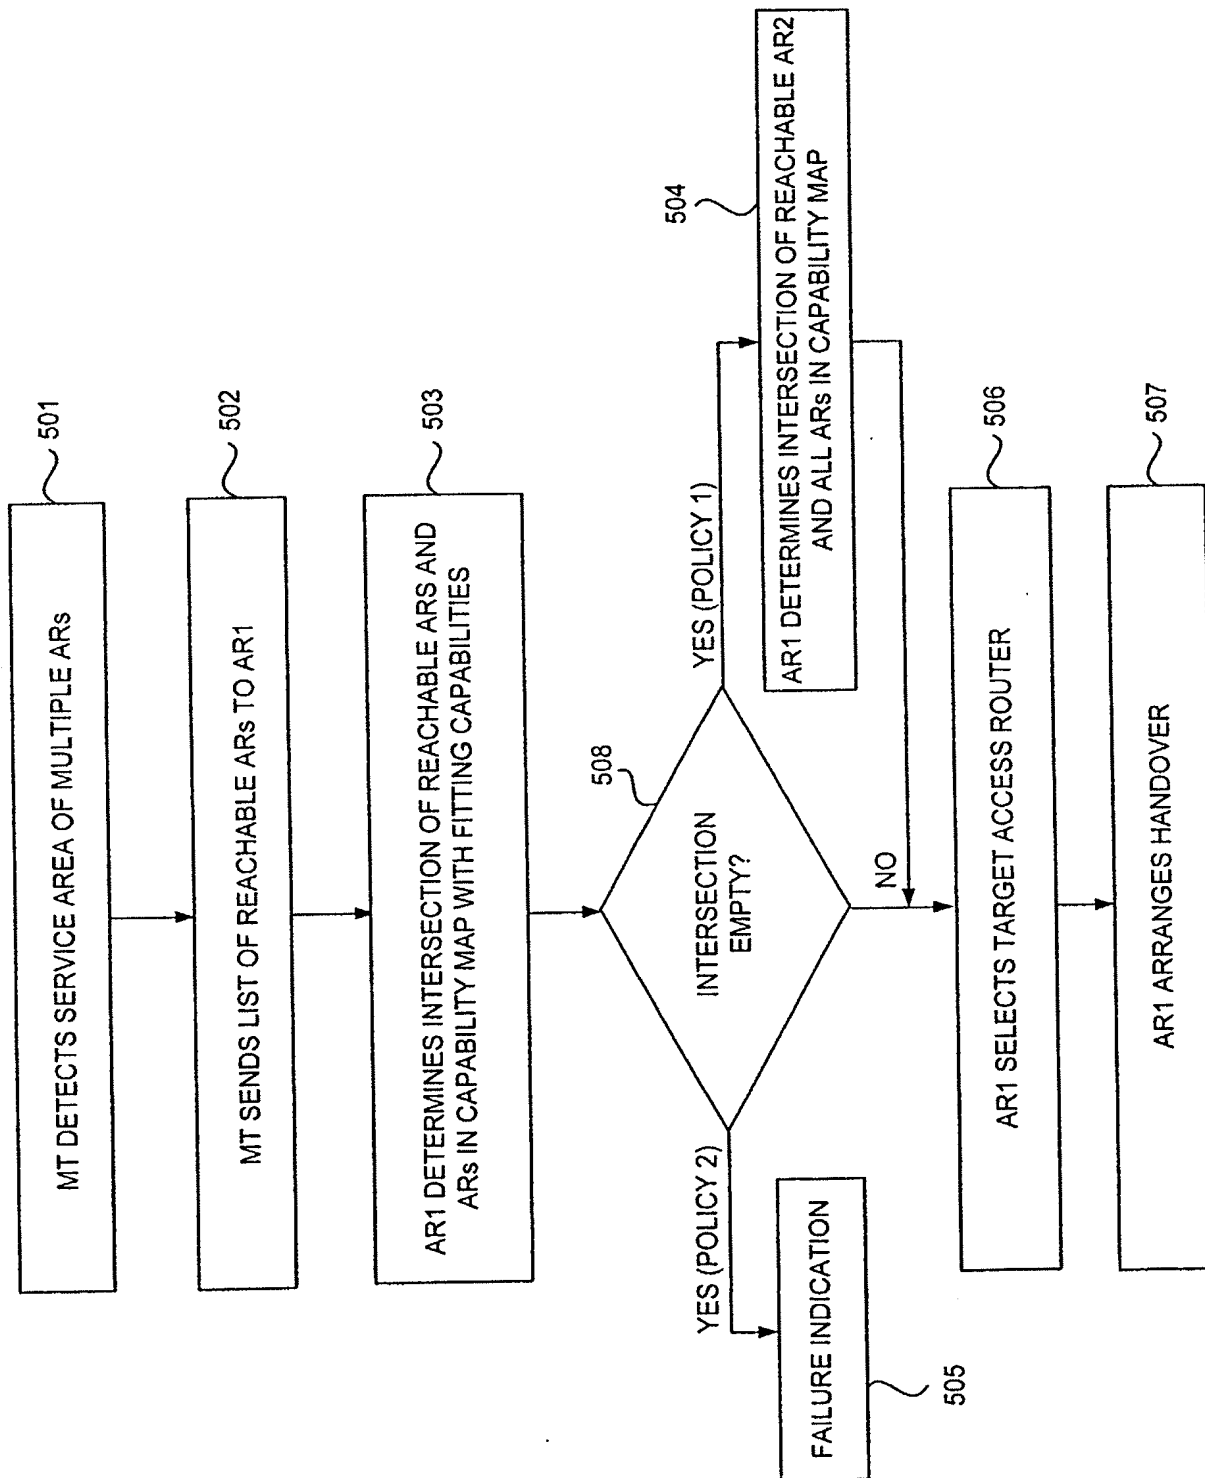 MT DETECTS SERVICE AREA OF MULTIPLE ARs
501
MT SENDS LIST OF REACHABLE ARs TO AR1
502
AR1 DETERMINES INTERSECTION OF REACHABLE ARS AND
ARs IN CAPABILITY MAP WITH FITTING CAPABILITIES
503
INTERSECTION
EMPTY?
508
YES (POLICY 2)
YES (POLICY 1)
NO
FAILURE INDICATION
505
AR1 DETERMINES INTERSECTION OF REACHABLE AR2
AND ALL ARs IN CAPABILITY MAP
504
AR1 SELECTS TARGET ACCESS ROUTER
506
AR1 ARRANGES HANDOVER
507